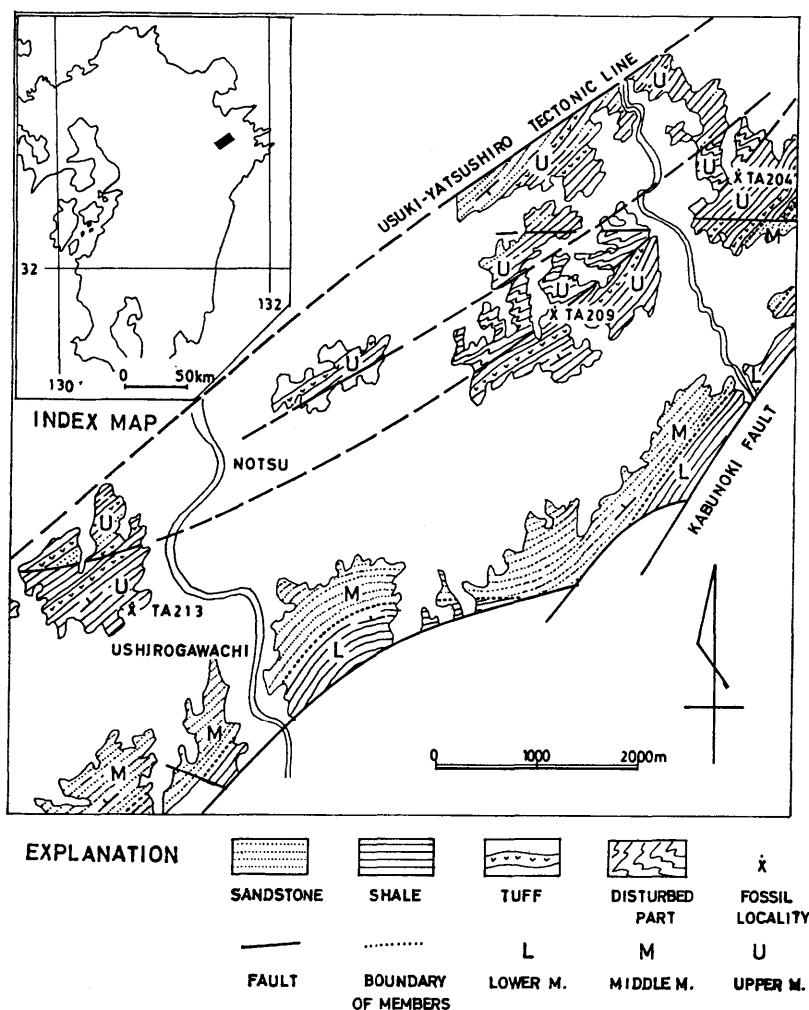 32
132
130°
0 50km
INDEX MAP
USUKI-YATSUSHIRO TECTONIC LINE
U
U
U
U
TA204
U
M
U
U
U
TA209
U
L
M
L
KABUNOKI FAULT
NOTSU
U
U
TA213
USHIROGAWACHI
M
L
M
M
0 1000 2000m
EXPLANATION
SANDSTONE
SHALE
TUFF
DISTURBED
PART
FOSSIL
LOCALITY
FAULT
BOUNDARY
OF MEMBERS
L
LOWER M.
M
MIDDLE M.
U
UPPER M.